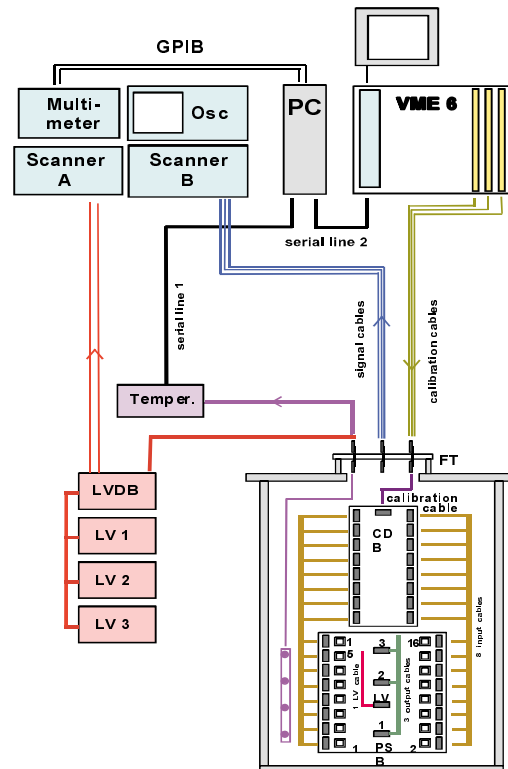 GPIB
Multi-
meter
Osc
PC
VME 6
Scanner
A
Scanner
B
serial line 2
serial line 1
signal cables
calibration cables
Temper.
FT
LVDB
LV 1
LV 2
LV 3
calibration
cable
CD
B
8 input cables
1
5
3
16
1 LV cable
2
LV
3 output cables
1
1
PS
B
2